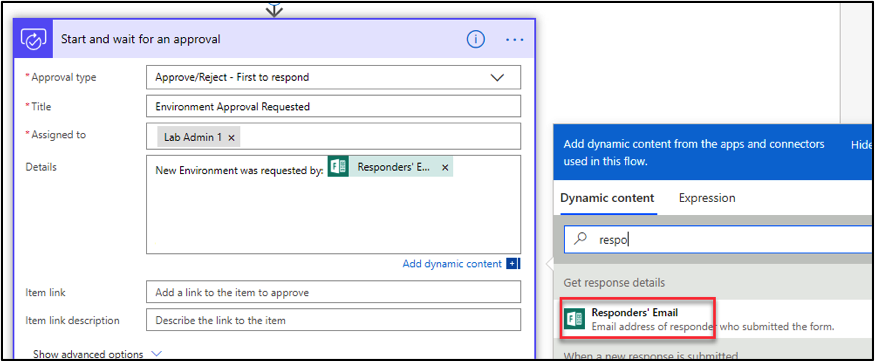 Start and wait for an approval
* Approval type
Approve/Reject - First to respond
* Title
Environment Approval Requested
* Assigned to
Lab Admin 1 ×
Details
New Environment was requested by: Responders' E... ×
Add dynamic content
Item link
Add a link to the item to approve
Item link description
Describe the link to the item
Show advanced options
Add dynamic content from the apps and connectors
used in this flow.
Hide
Dynamic content
Expression
respo
Get response details
Responders' Email
Email address of responder who submitted the form.
When a new response is submitted